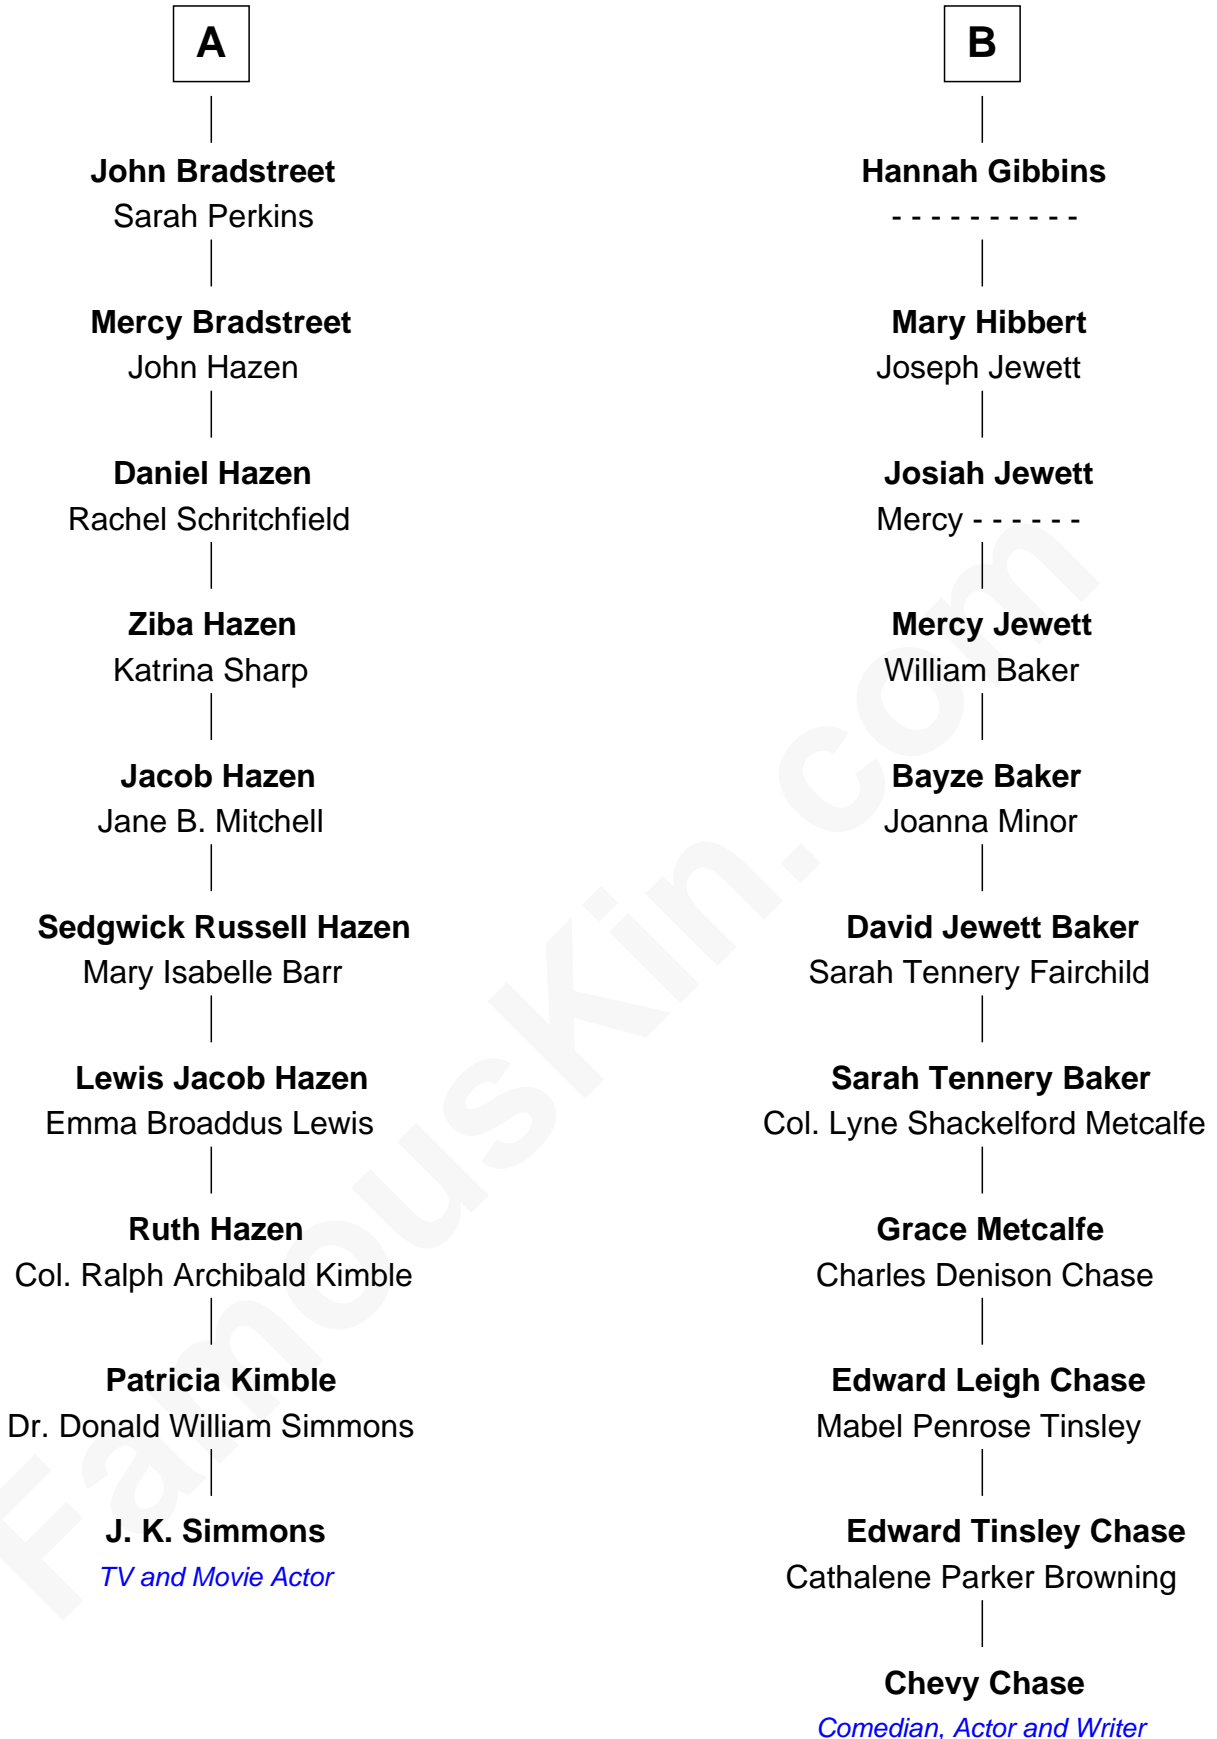 A
John Bradstreet
Sarah Perkins
Mercy Bradstreet
John Hazen
Daniel Hazen
Rachel Schritchfield
Ziba Hazen
Katrina Sharp
Jacob Hazen
Jane B. Mitchell
Sedgwick Russell Hazen
Mary Isabelle Barr
Lewis Jacob Hazen
Emma Broaddus Lewis
Ruth Hazen
Col. Ralph Archibald Kimble
Patricia Kimble
Dr. Donald William Simmons
J. K. Simmons
TV and Movie Actor
B
Hannah Gibbins
- - - - - - - - - -
Mary Hibbert
Joseph Jewett
Josiah Jewett
Mercy - - - - - -
Mercy Jewett
William Baker
Bayze Baker
Joanna Minor
David Jewett Baker
Sarah Tennery Fairchild
Sarah Tennery Baker
Col. Lyne Shackelford Metcalfe
Grace Metcalfe
Charles Denison Chase
Edward Leigh Chase
Mabel Penrose Tinsley
Edward Tinsley Chase
Cathalene Parker Browning
Chevy Chase
Comedian, Actor and Writer
FamousKin.com